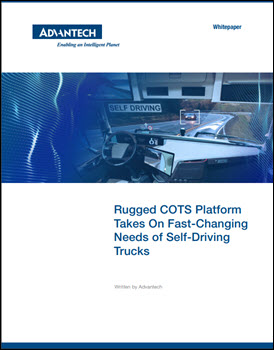 ADVANTECH
Enabling an Intelligent Planet
Whitepaper
SELF DRIVING
Rugged COTS Platform
Takes On Fast-Changing
Needs of Self-Driving
Trucks
Written by Advantech